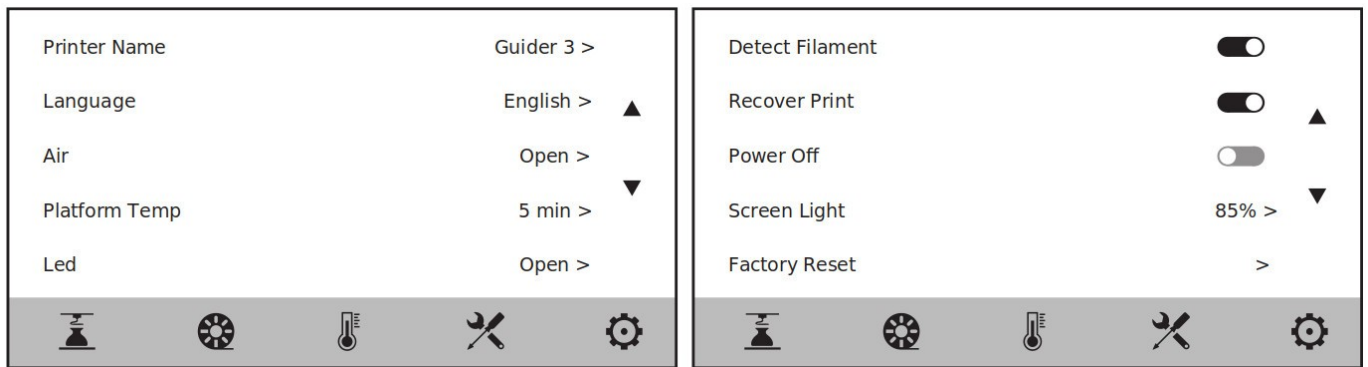 Printer Name Guider 3 >
Language English >
Air Open >
Platform Temp 5 min >
Led Open >
Detect Filament
Recover Print
Power Off
Screen Light 85% >
Factory Reset >